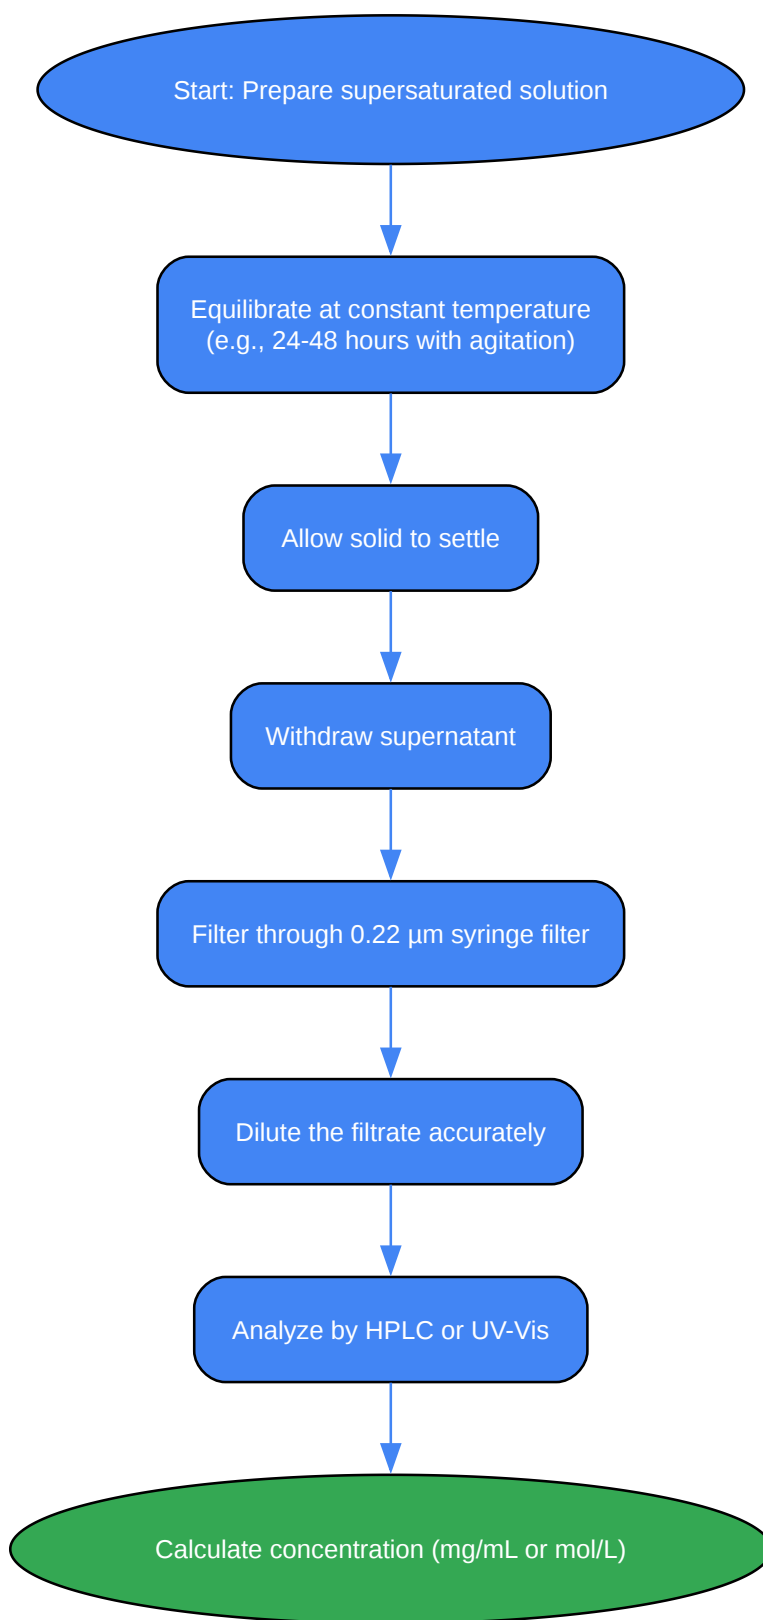 Start: Prepare supersaturated solution
Equilibrate at constant temperature
(e.g., 24-48 hours with agitation)
Allow solid to settle
Withdraw supernatant
Filter through 0.22 µm syringe filter
Dilute the filtrate accurately
Analyze by HPLC or UV-Vis
Calculate concentration (mg/mL or mol/L)